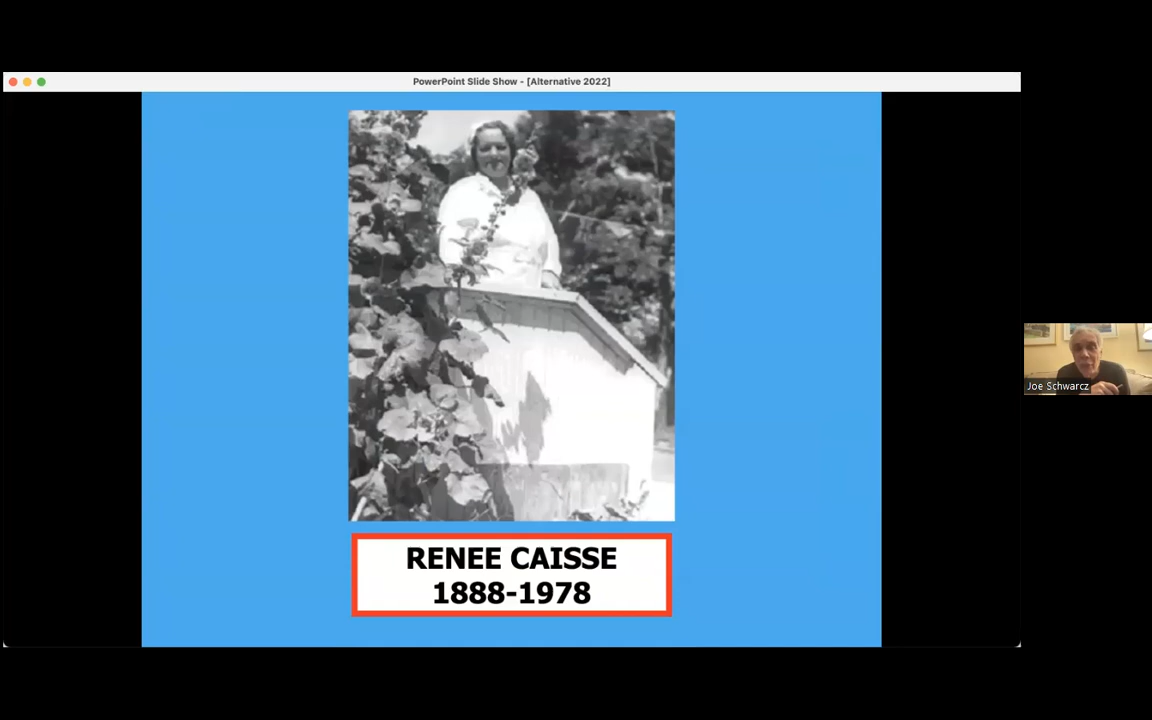 PowerPoint Slide Show - [Alternative 2022]
Joe Schwarcz
RENEE CAISSE
1888-1978